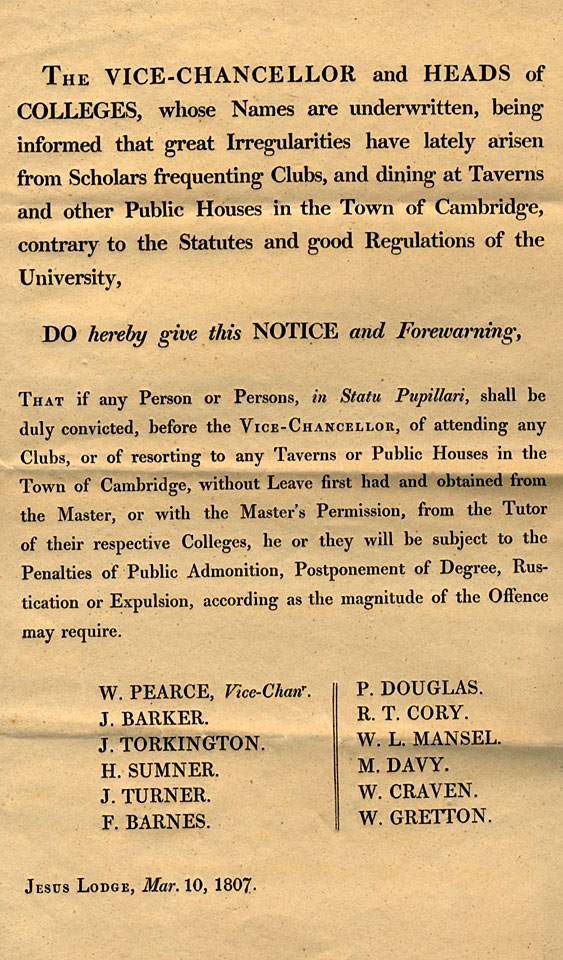 THE VICE-CHANCELLOR and HEADS of
COLLEGES, whose Names are underwritten, being
informed that great Irregularities have lately arisen
from Scholars frequenting Clubs, and dining at Taverns
and other Public Houses in the Town of Cambridge,
contrary to the Statutes and good Regulations of the
University,
DO hereby give this NOTICE and Forewarning,
THAT if any Person or Persons, in Statu Pupillari, shall be
duly convicted, before the VICE-CHANCELLOR, of attending any
Clubs, or of resorting to any Taverns or Public Houses in the
Town of Cambridge, without Leave first had and obtained from
the Master, or with the Master's Permission, from the Tutor
of their respective Colleges, he or they will be subject to the
Penalties of Public Admonition, Postponement of Degree, Rus-
tication or Expulsion, according as the magnitude of the Offence
may require.
W. PEARCE, Vice-Chanr.
J. BARKER.
J. TORKINGTON.
H. SUMNER.
J. TURNER.
F. BARNES.
P. DOUGLAS.
R. T. CORY.
W. L. MANSEL.
M. DAVY.
W. CRAVEN.
W. GRETTON.
JESUS LODGE, Mar. 10, 1807.